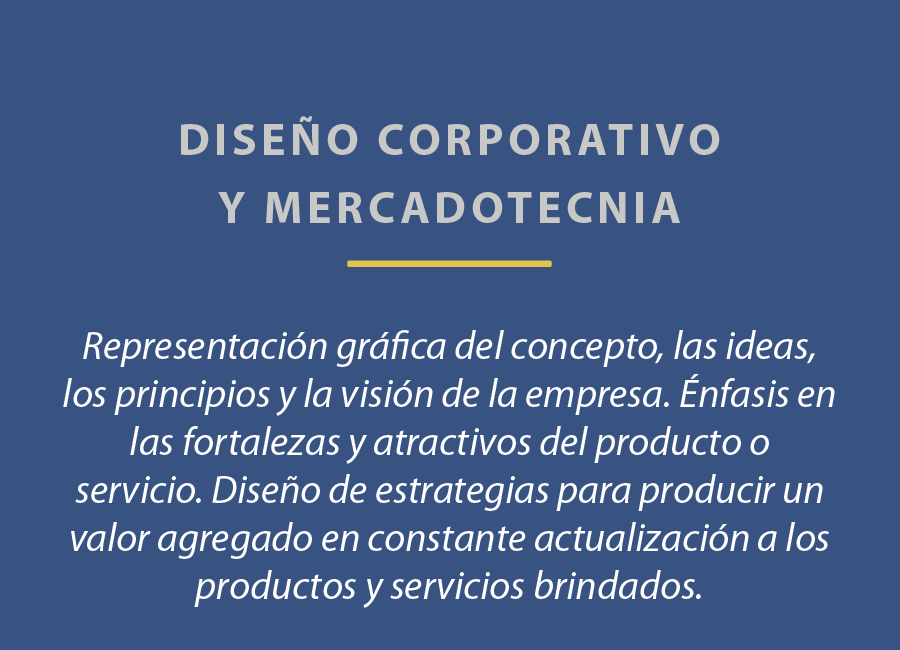 DISEÑO CORPORATIVO
Y MERCADOTECNIA
Representación gráfica del concepto, las ideas,
los principios y la visión de la empresa. Énfasis en
las fortalezas y atractivos del producto o
servicio. Diseño de estrategias para producir un
valor agregado en constante actualización a los
productos y servicios brindados.